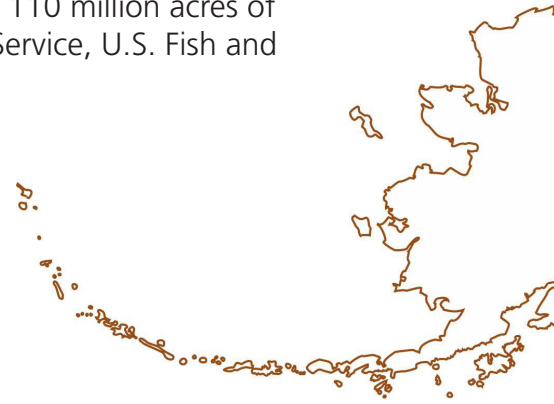 110 million acres of
Service, U.S. Fish and